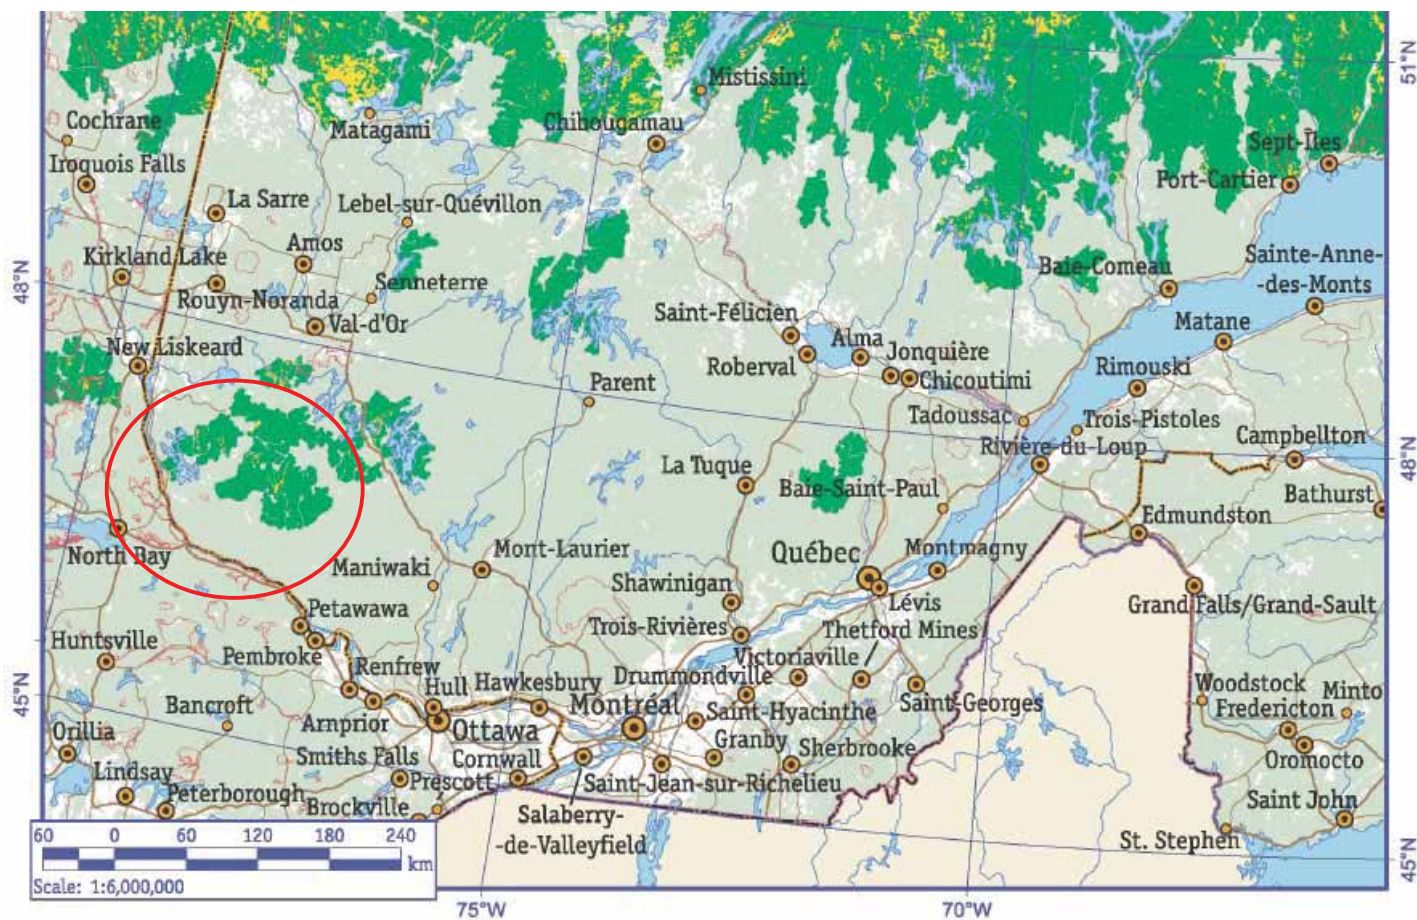 51°N
Mistissini
Cochrane
Matagami
Chibougamau
Iroquois Falls
Sept-Îles
Port-Cartier
La Sarre
Lebel-sur-Quévillon
Amos
Kirkland Lake
Senneterre
Rouyn-Noranda
Val-d'Or
48°N
Baie-Comeau
Sainte-Anne-
-des-Monts
Saint-Félicien
Alma
Matane
New Liskeard
Roberval
Jonquière
Chicoutimi
Rimouski
Parent
Tadoussac
Trois-Pistoles
Rivière-du-Loup
Campbellton
48°N
La Tuque
Baie-Saint-Paul
Bathurst
Edmundston
North Bay
Mont-Laurier
Québec
Montmagny
Maniwaki
Shawinigan
Lévis
Grand Falls/Grand-Sault
Petawawa
Trois-Rivières
Thetford Mines
Huntsville
Pembroke
Renfrew
Victoriaville
Drummondville
45°N
Bancroft
Arnprior
Hull
Hawkesbury
Montréal
Saint-Hyacinthe
Saint-Georges
Woodstock
Minto
Fredericton
Orillia
Ottawa
Smiths Falls
Cornwall
Granby
Sherbrooke
Oromocto
Lindsay
Prescott
Saint-Jean-sur-Richelieu
Peterborough
Brockville
Salaberry-
-de-Valleyfield
Saint John
St. Stephen
45°N
60 0 60 120 180 240
km
Scale: 1:6,000,000
75°W
70°W